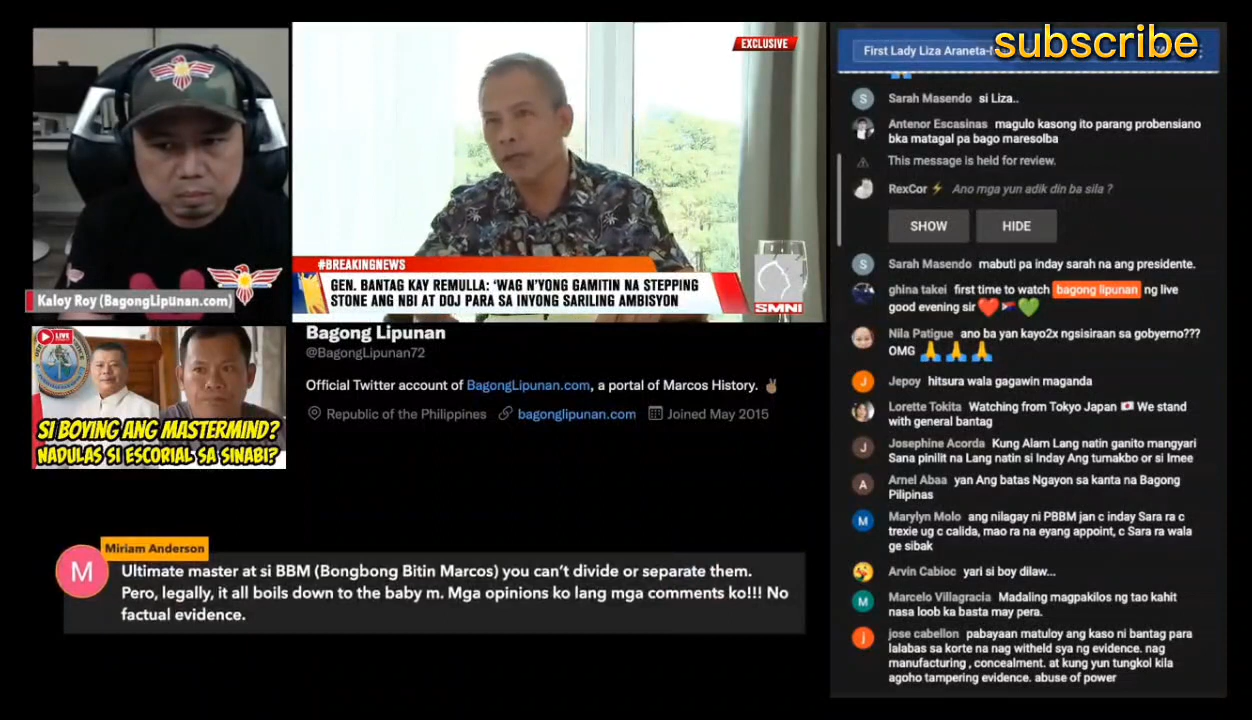 Kaloy Roy (BagongLipunan.com)
EXCLUSIVE
#BREAKINGNEWS
GEN. BANTAG KAY REMULLA: ‘WAG N’YONG GAMITIN NA STEPPING
STONE ANG NBI AT DOJ PARA SA INYONG SARILING AMBISYON
SMNI
LIVE
SI BOYING ANG MASTERMIND?
NADULAS SI ESCORIAL SA SINABI?
Bagong Lipunan
@BagongLipunan72
Official Twitter account of BagongLipunan.com, a portal of Marcos History. ✌🏽
Republic of the Philippines bagonglipunan.com Joined May 2015
M
Miriam Anderson
Ultimate master at si BBM (Bongbong Bitin Marcos) you can’t divide or separate them.
Pero, legally, it all boils down to the baby m. Mga opinions ko lang mga comments ko!!! No
factual evidence.
subscribe
First Lady Liza Araneta-
S Sarah Masendo si Liza..
Antenor Escasinas magulo kasong ito parang probensiano
bka matagal pa bago maresolba
This message is held for review.
RexCor ⚡ Ano mga yun adik din ba sila ?
SHOW HIDE
S Sarah Masendo mabuti pa inday sarah na ang presidente.
ghina takei first time to watch bagong lipunan ng live
good evening sir ❤️ 🇵🇭 💚
Nila Patigue ano ba yan kayo2x ngsisiraan sa gobyerno???
OMG 🙏 🙏 🙏
J Jepoy hitsura wala gagawin maganda
Lorette Tokita Watching from Tokyo Japan 🇯🇵 We stand
with general bantag
J Josephine Acorda Kung Alam Lang natin ganito mangyari
Sana pinilit na Lang natin si Inday Ang tumakbo or si Imee
A Arnel Abaa yan Ang batas Ngayon sa kanta na Bagong
Pilipinas
M Marylyn Molo ang nilagay ni PBBM jan c inday Sara ra c
trexie ug c calida, mao ra na eyang appoint, c Sara ra wala
ge sibak
Arvin Cabioc yari si boy dilaw...
M Marcelo Villagracia Madaling magpakilos ng tao kahit
nasa loob ka basta may pera.
j jose cabellon pabayaan matuloy ang kaso ni bantag para
lalabas sa korte na nag witheld sya ng evidence. nag
manufacturing , concealment. at kung yun tungkol kila
agoho tampering evidence. abuse of power